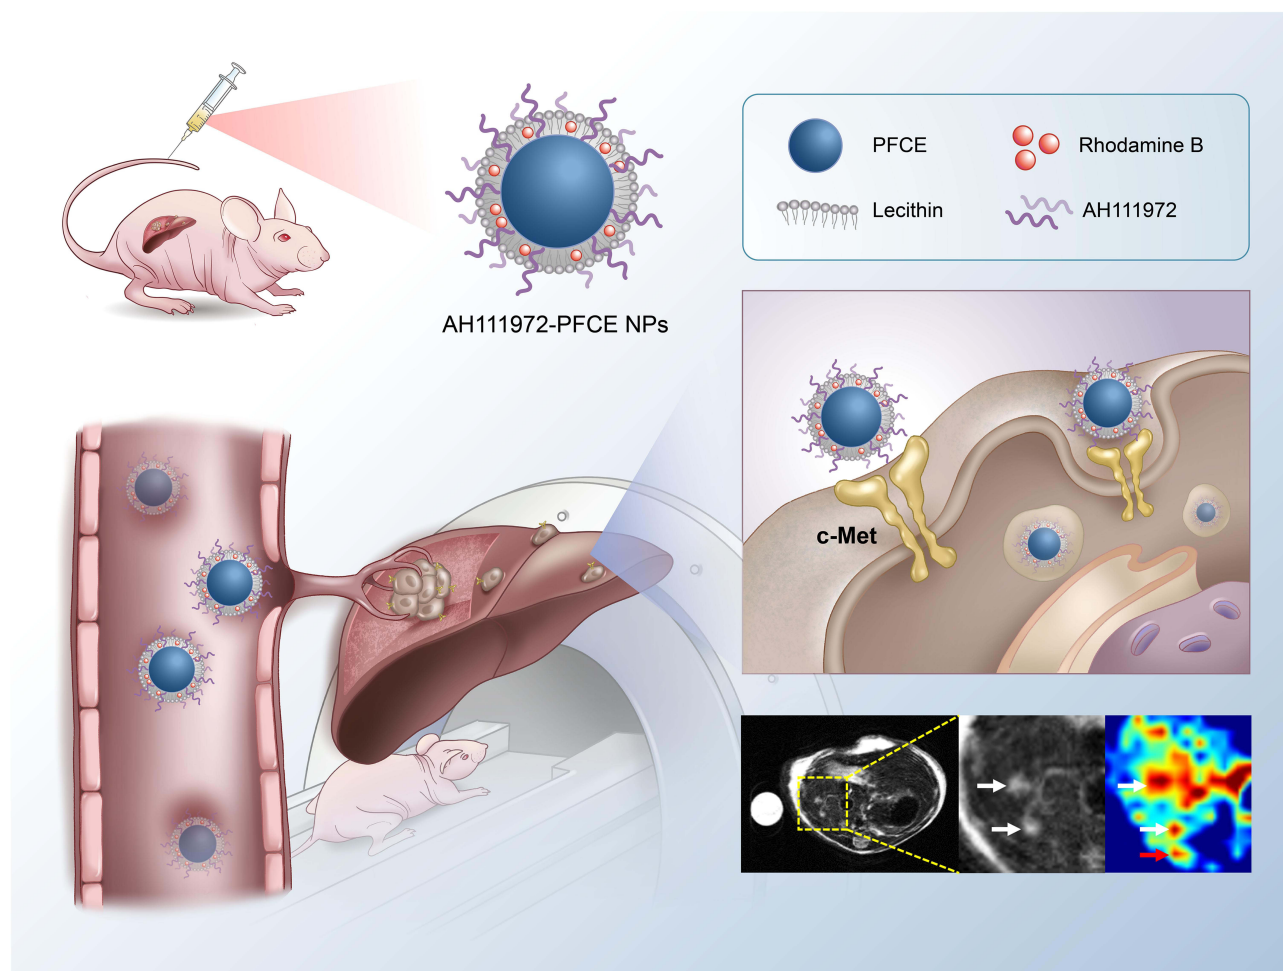 PFCE
Rhodamine B
Lecithin
AH111972
AH111972-PFCE NPs
c-Met